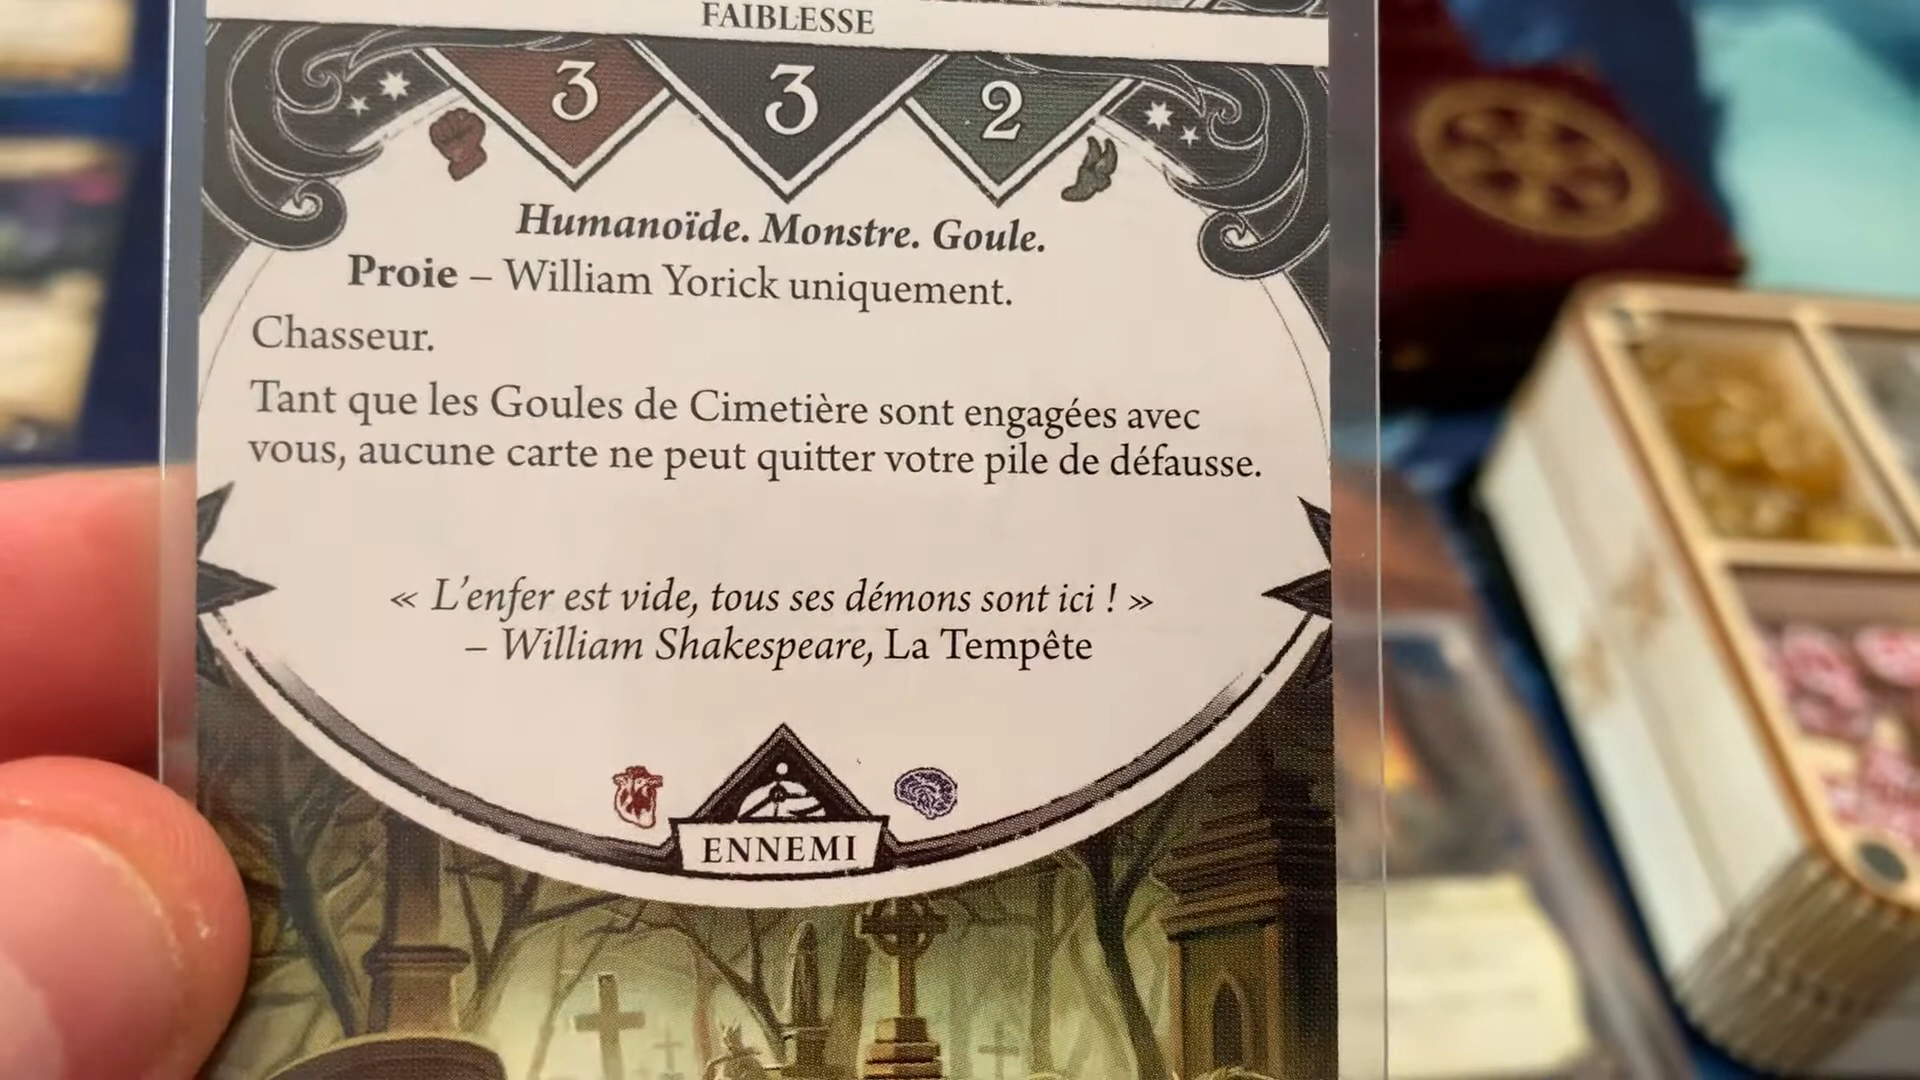 FAIBLESSE
3 3 2
Humanoïde. Monstre. Goule.
Proie – William Yorick uniquement.
Chasseur.
Tant que les Goules de Cimetière sont engagées avec
vous, aucune carte ne peut quitter votre pile de défausse.
« L'enfer est vide, tous ses démons sont ici ! »
– William Shakespeare, La Tempête
ENNEMI